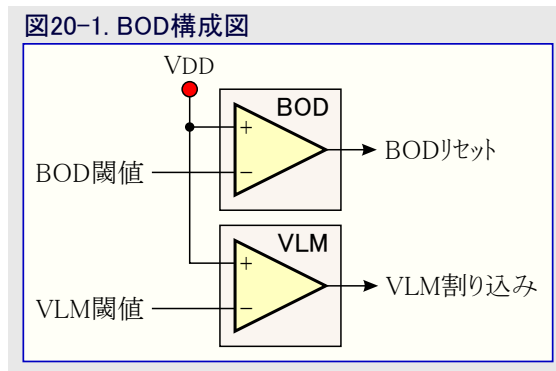 図20-1. BOD構成図
VDD
BOD
+
BOD閾値
−
BODリセット
VLM
+
VLM閾値
−
VLM割り込み